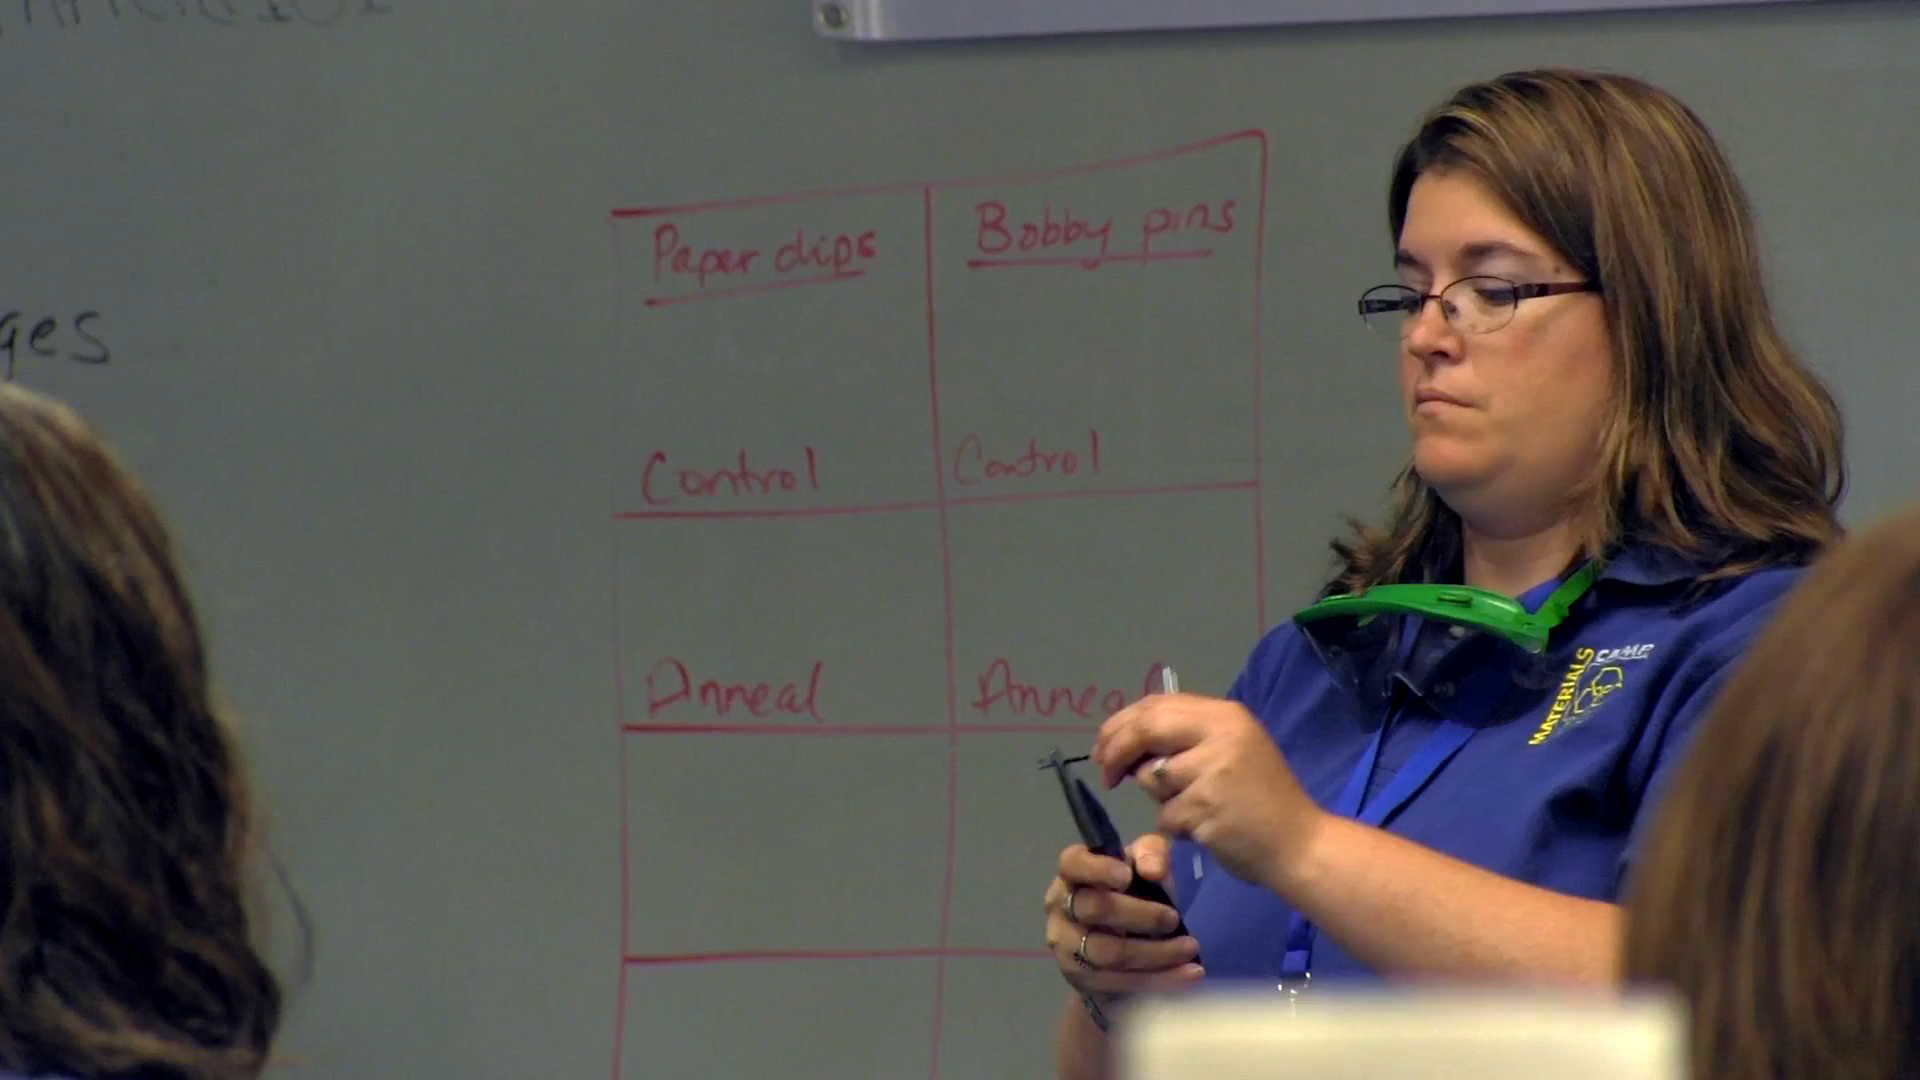 ges
Paper clips
Bobby pins
Control
Control
Anneal
Anneal
MATERIALS
CAMP